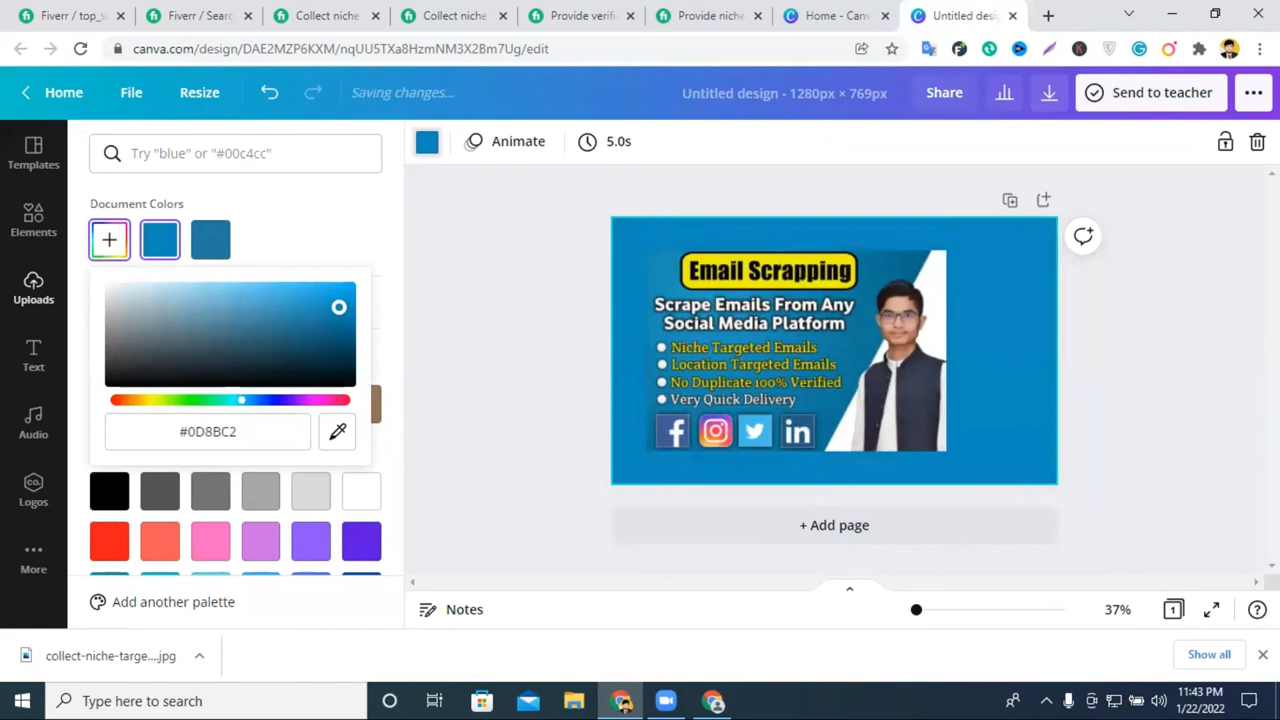 Fiverr / top_s
Fiverr / Searc
Collect niche
Collect niche
Provide verifi
Provide niche
Home - Canv
Untitled desi
canva.com/design/DAE2MZP6KXM/nqUU5TXa8HzmNM3X2Bm7Ug/edit
Home
File
Resize
Saving changes...
Untitled design - 1280px × 769px
Share
Send to teacher
Templates
Elements
Uploads
Text
Audio
Logos
More
Try "blue" or "#00c4cc"
Document Colors
#0D8BC2
Add another palette
Animate
5.0s
Email Scrapping
Scrape Emails From Any
Social Media Platform
Niche Targeted Emails
Location Targeted Emails
No Duplicate 100% Verified
Very Quick Delivery
+ Add page
Notes
37%
1
collect-niche-targe....jpg
Show all
Type here to search
11:43 PM
1/22/2022